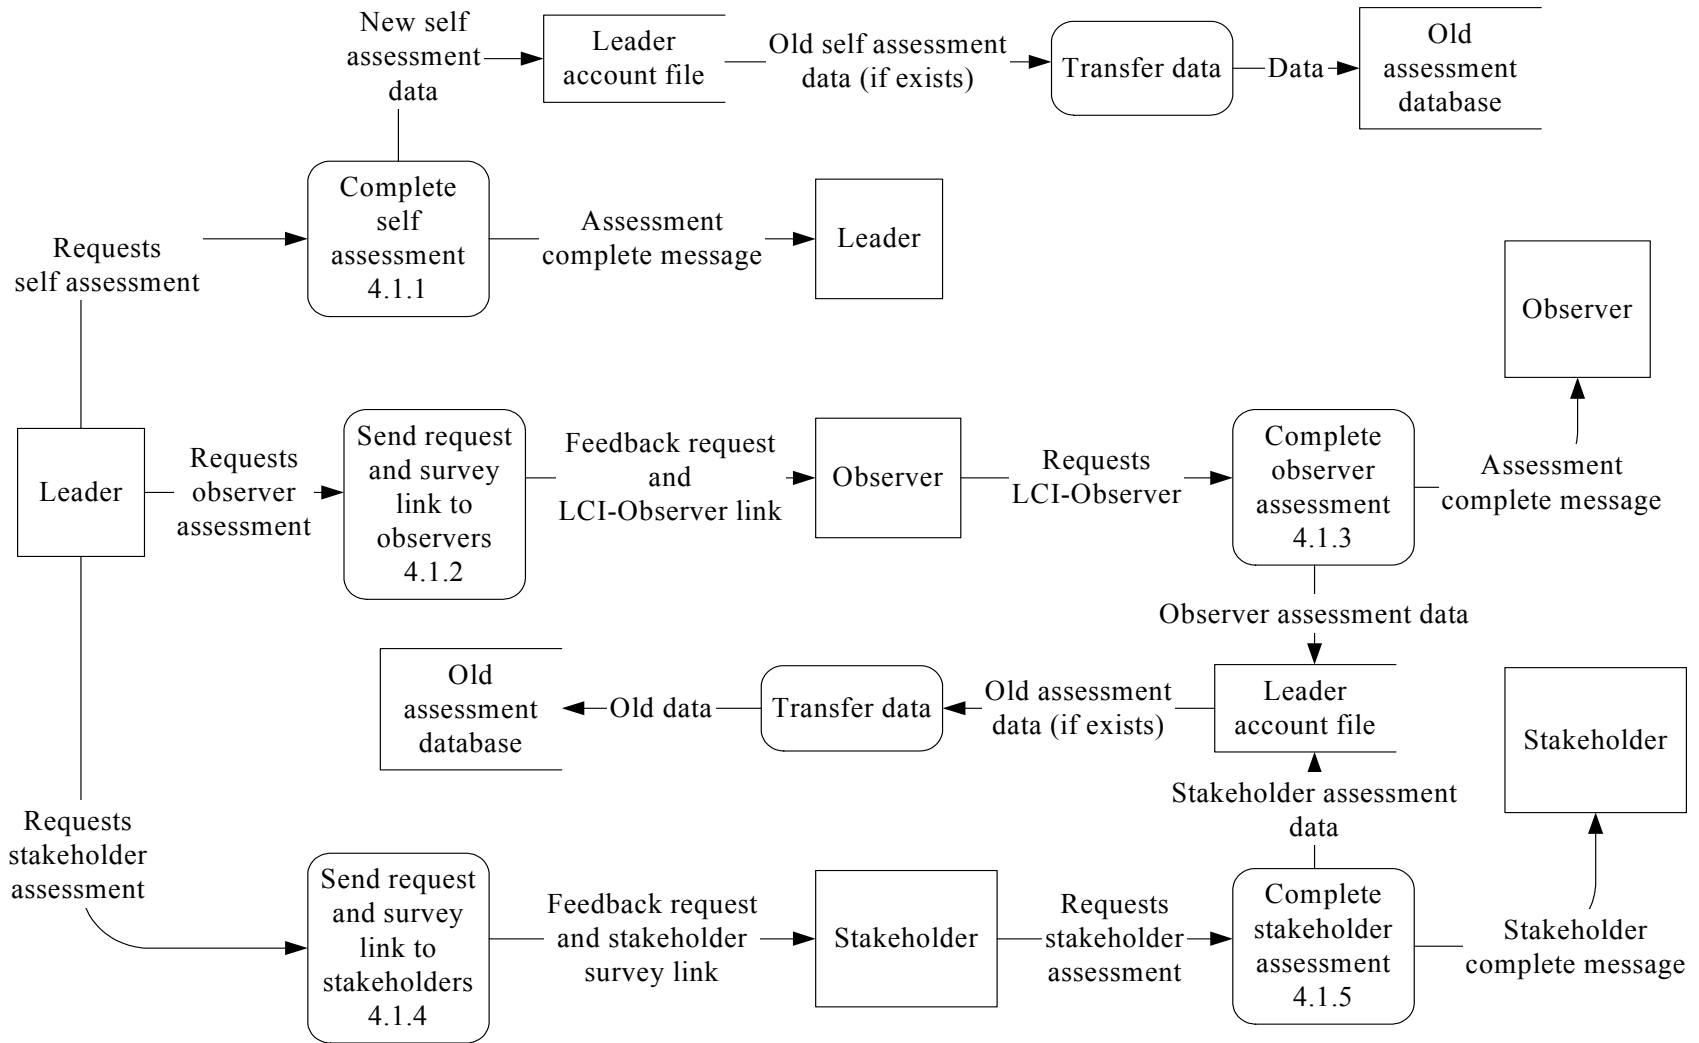 New self
assessment
data
Leader
account file
Old self assessment
data (if exists)
Transfer data
Data
Old
assessment
database
Requests
self assessment
Complete
self
assessment
4.1.1
Assessment
complete message
Leader
Observer
Leader
Requests
observer
assessment
Send request
and survey
link to
observers
4.1.2
Feedback request
and
LCI-Observer link
Observer
Requests
LCI-Observer
Complete
observer
assessment
4.1.3
Assessment
complete message
Observer assessment data
Old
assessment
database
Old data
Transfer data
Old assessment
data (if exists)
Leader
account file
Stakeholder
Stakeholder assessment
data
Requests
stakeholder
assessment
Send request
and survey
link to
stakeholders
4.1.4
Feedback request
and stakeholder
survey link
Stakeholder
Requests
stakeholder
assessment
Complete
stakeholder
assessment
4.1.5
Stakeholder
complete message